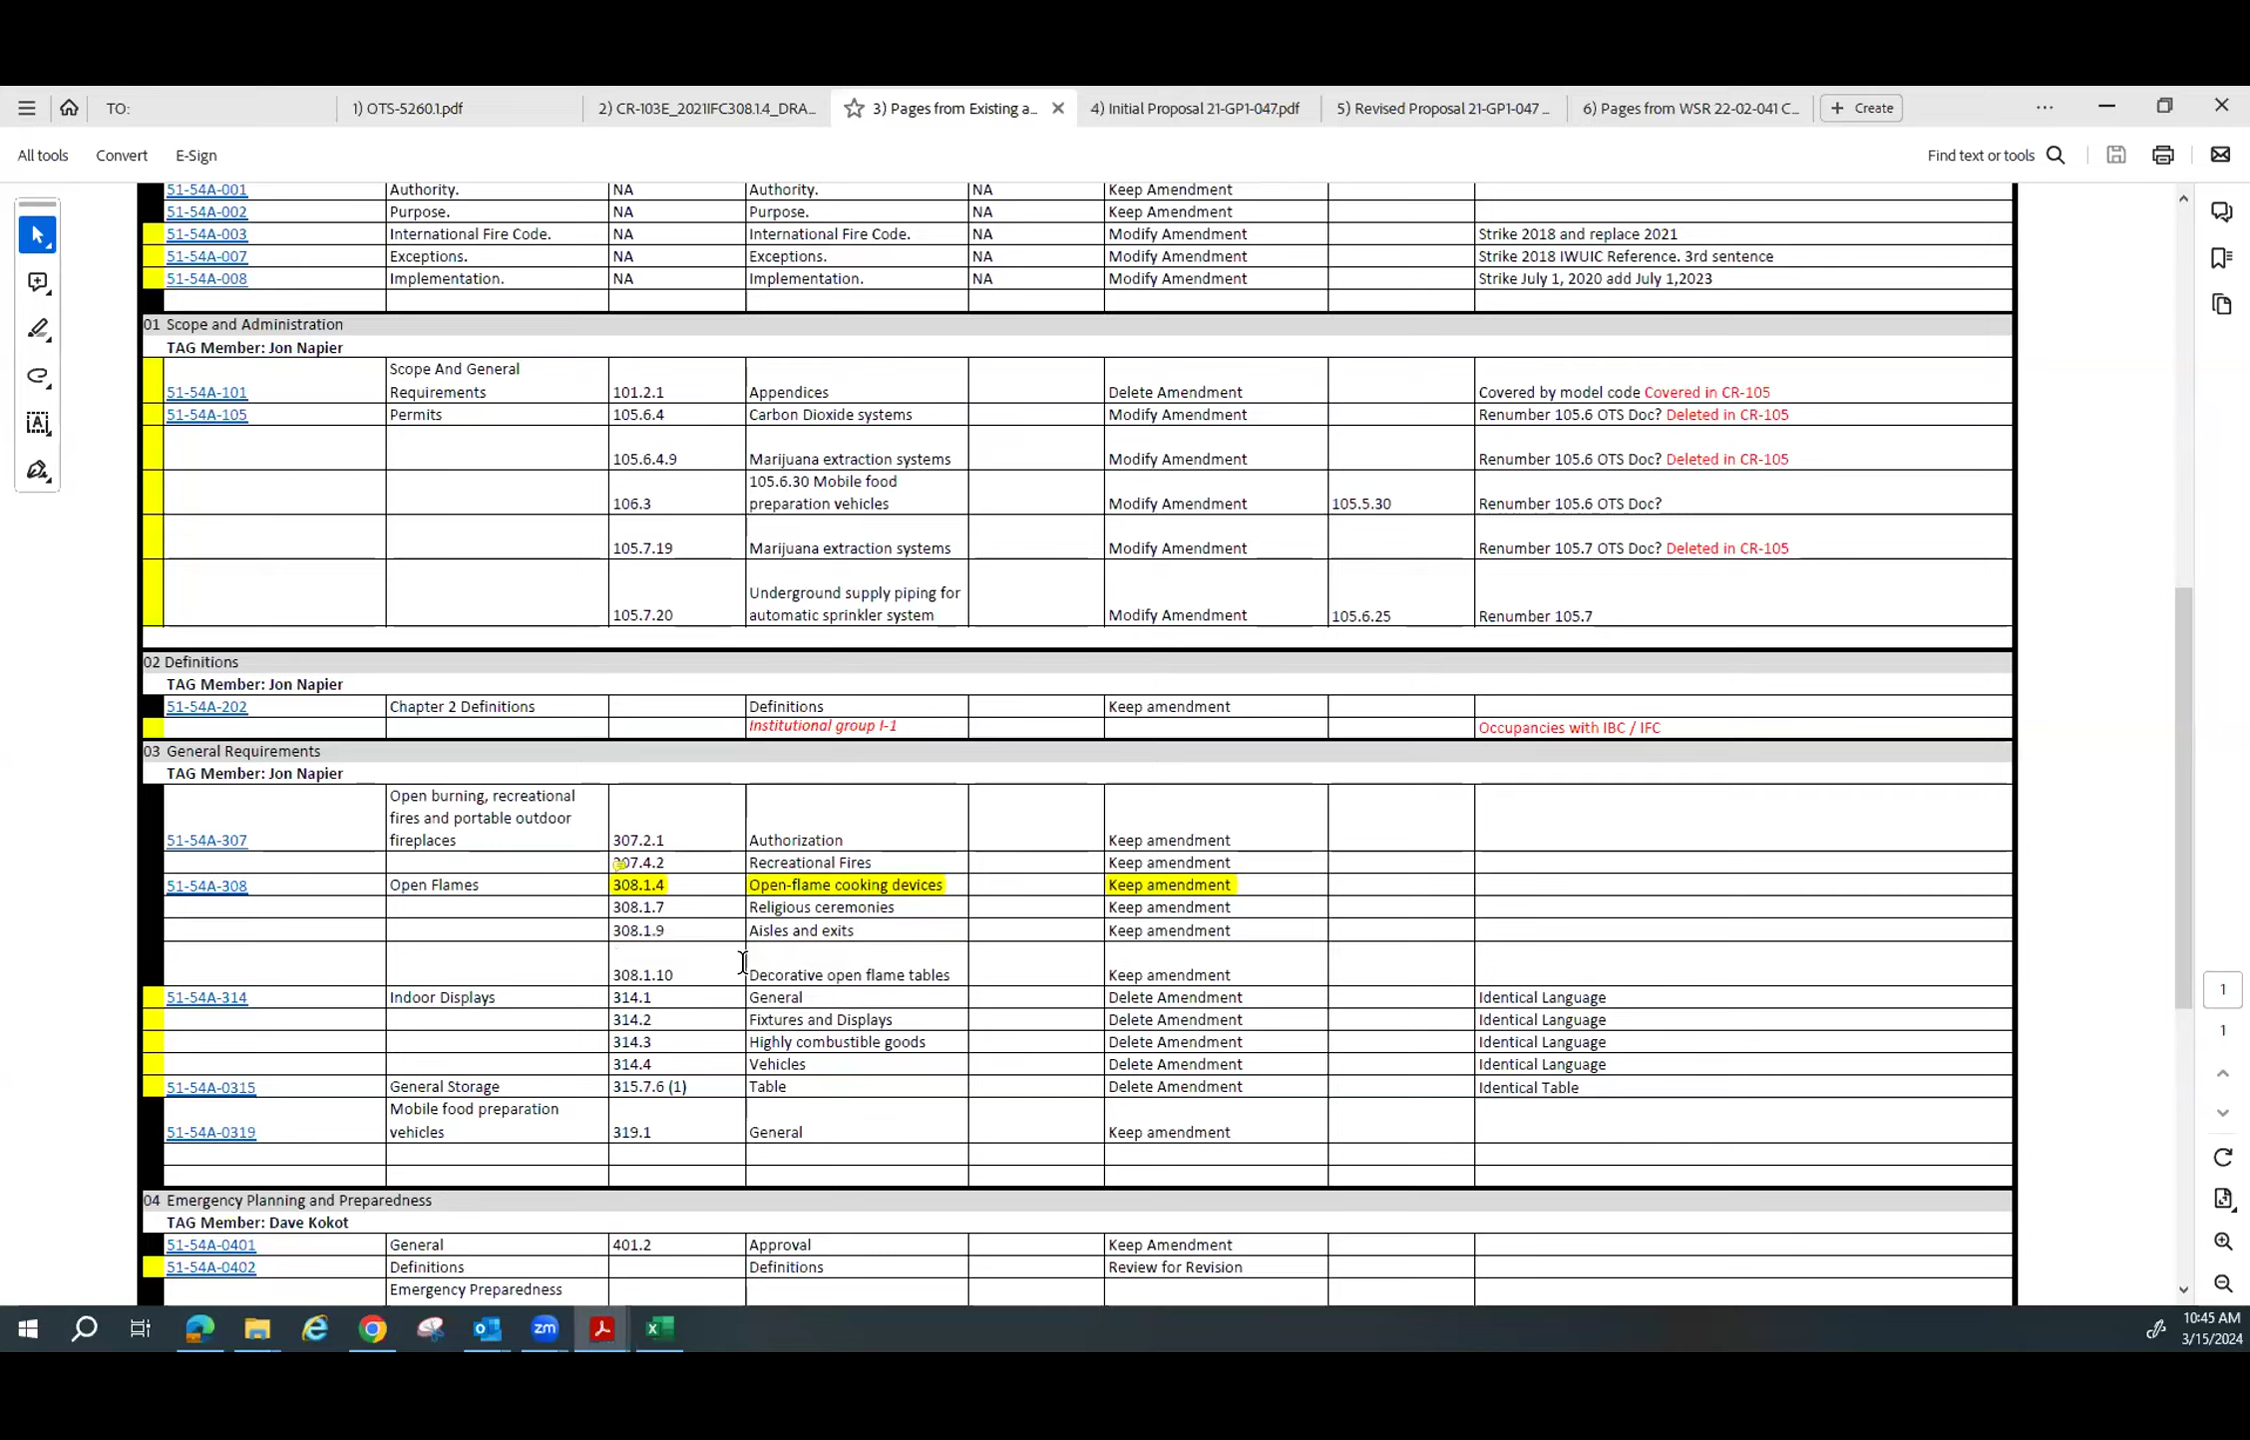 TO: 1) OTS-5260.1.pdf 2) CR-103E_2021IFC308.1.4_DRA... 3) Pages from Existing a... 4) Initial Proposal 21-GP1-047.pdf 5) Revised Proposal 21-GP1-047 ... 6) Pages from WSR 22-02-041 C... + Create
All tools Convert E-Sign Find text or tools
51-54A-001 Authority. NA Authority. NA Keep Amendment
51-54A-002 Purpose. NA Purpose. NA Keep Amendment
51-54A-003 International Fire Code. NA International Fire Code. NA Modify Amendment Strike 2018 and replace 2021
51-54A-007 Exceptions. NA Exceptions. NA Modify Amendment Strike 2018 IWUIC Reference. 3rd sentence
51-54A-008 Implementation. NA Implementation. NA Modify Amendment Strike July 1, 2020 add July 1,2023
01 Scope and Administration
TAG Member: Jon Napier
Scope And General
51-54A-101 Requirements 101.2.1 Appendices Delete Amendment Covered by model code Covered in CR-105
51-54A-105 Permits 105.6.4 Carbon Dioxide systems Modify Amendment Renumber 105.6 OTS Doc? Deleted in CR-105
105.6.4.9 Marijuana extraction systems Modify Amendment Renumber 105.6 OTS Doc? Deleted in CR-105
105.6.30 Mobile food
106.3 preparation vehicles Modify Amendment 105.5.30 Renumber 105.6 OTS Doc?
105.7.19 Marijuana extraction systems Modify Amendment Renumber 105.7 OTS Doc? Deleted in CR-105
Underground supply piping for
105.7.20 automatic sprinkler system Modify Amendment 105.6.25 Renumber 105.7
02 Definitions
TAG Member: Jon Napier
51-54A-202 Chapter 2 Definitions Definitions Keep amendment
Institutional group I-1 Occupancies with IBC / IFC
03 General Requirements
TAG Member: Jon Napier
Open burning, recreational
fires and portable outdoor
51-54A-307 fireplaces 307.2.1 Authorization Keep amendment
307.4.2 Recreational Fires Keep amendment
51-54A-308 Open Flames 308.1.4 Open-flame cooking devices Keep amendment
308.1.7 Religious ceremonies Keep amendment
308.1.9 Aisles and exits Keep amendment
308.1.10 Decorative open flame tables Keep amendment
51-54A-314 Indoor Displays 314.1 General Delete Amendment Identical Language
314.2 Fixtures and Displays Delete Amendment Identical Language
314.3 Highly combustible goods Delete Amendment Identical Language
314.4 Vehicles Delete Amendment Identical Language
51-54A-0315 General Storage 315.7.6 (1) Table Delete Amendment Identical Table
Mobile food preparation
51-54A-0319 vehicles 319.1 General Keep amendment
04 Emergency Planning and Preparedness
TAG Member: Dave Kokot
51-54A-0401 General 401.2 Approval Keep Amendment
51-54A-0402 Definitions Definitions Review for Revision
Emergency Preparedness
1
1
zm
10:45 AM
3/15/2024